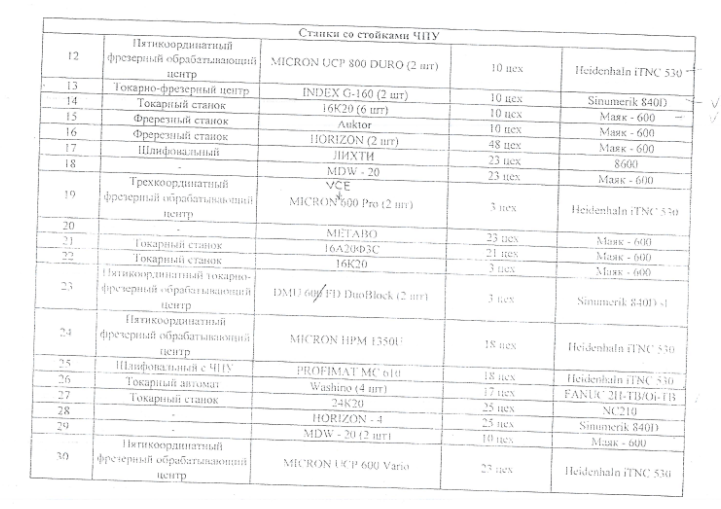 Станки со стойками ЧПУ
12 Пятикоординатный фрезерный обрабатывающий центр MICRON UCP 800 DURO (2 шт) 10 цех Heidenhaln iTNC 530
13 Токарно-фрезерный центр INDEX G-160 (2 шт) 10 цех Sinumerik 840D
14 Токарный станок 16К20 (6 шт) 10 цех Маяк - 600
15 Фререзный станок Auktor 10 цех Маяк - 600
16 Фререзный станок HORIZON (2 шт) 48 цех Маяк - 600
17 Шлифональный ЛИХТИ 23 цех 8600
18 - MDW - 20 23 цех Маяк - 600
19 Трехкоординатный фрезерный обрабатывающий центр VCE MICRON 600 Pro (2 шт) 3 цех Heidenhaln iTNC 530
20 - METABO 23 цех Маяк - 600
21 Токарный станок 16А20Ф3С 21 цех Маяк - 600
22 Токарный станок 16К20 3 цех Маяк - 600
23 Пятикоординатный токарно-фрезерный обрабатывающий центр DMU 600 FD DuoBlock (2 шт) 3 цех Sinumerik 840D
24 Пятикоординатный фрезерный обрабатывающий центр MICRON HPM 1350U 18 цех Heidenhaln iTNC 530
25 Шлифовальный с ЧПУ PROFIMAT MC 610 18 цех Heidenhaln iTNC 530
26 Токарный автомат Washino (4 шт) 17 цех FANUC 2H-TB/Oi-TB
27 Токарный станок 24К20 25 цех NC210
28 - HORIZON - 4 25 цех Sinumerik 840D
29 - MDW - 20 (2 шт) 10 цех Маяк - 600
30 Пятикоординатный фрезерный обрабатывающий центр MICRON UCP 600 Vario 23 цех Heidenhaln iTNC 530